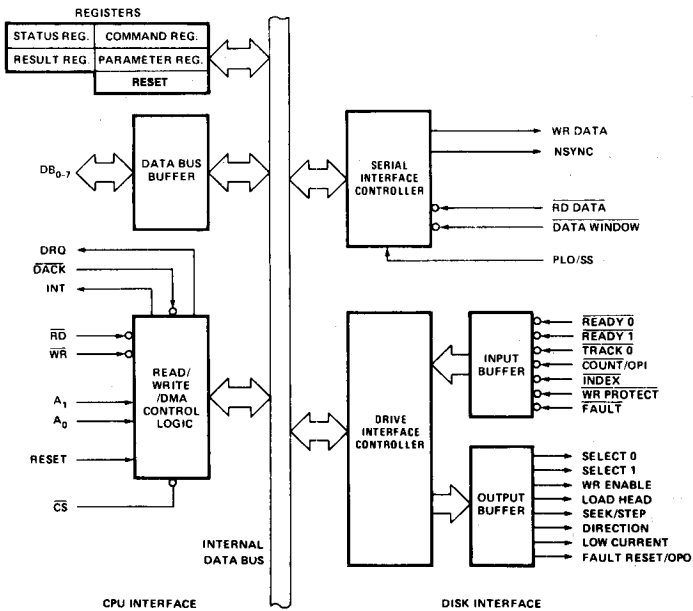 REGISTERS
STATUS REG. COMMAND REG.
RESULT REG. PARAMETER REG.
RESET
DB0-7
DATA BUS
BUFFER
DRQ
DACK
INT
RD
WR
A1
A0
RESET
CS
READ/
WRITE
/DMA
CONTROL
LOGIC
INTERNAL
DATA BUS
CPU INTERFACE
SERIAL
INTERFACE
CONTROLLER
WR DATA
NSYNC
RD DATA
DATA WINDOW
PLO/SS
DRIVE
INTERFACE
CONTROLLER
INPUT
BUFFER
READY 0
READY 1
TRACK 0
COUNT/OPI
INDEX
WR PROTECT
FAULT
OUTPUT
BUFFER
SELECT 0
SELECT 1
WR ENABLE
LOAD HEAD
SEEK/STEP
DIRECTION
LOW CURRENT
FAULT RESET/OPO
DISK INTERFACE